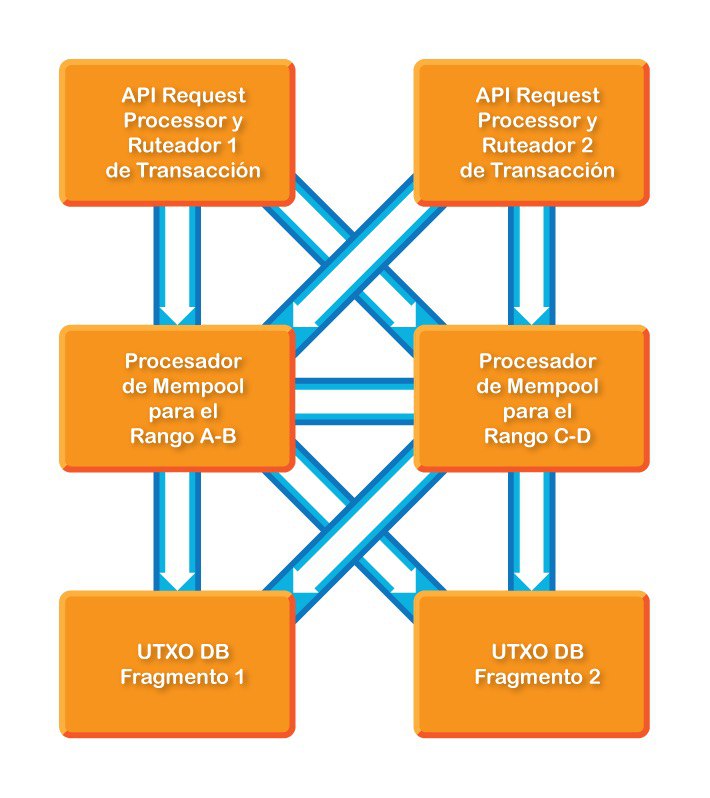 API Request
Processor y
Ruteador 1
de Transacción
API Request
Processor y
Ruteador 2
de Transacción
Procesador
de Mempool
para el
Rango A-B
Procesador
de Mempool
para el
Rango C-D
UTXO DB
Fragmento 1
UTXO DB
Fragmento 2